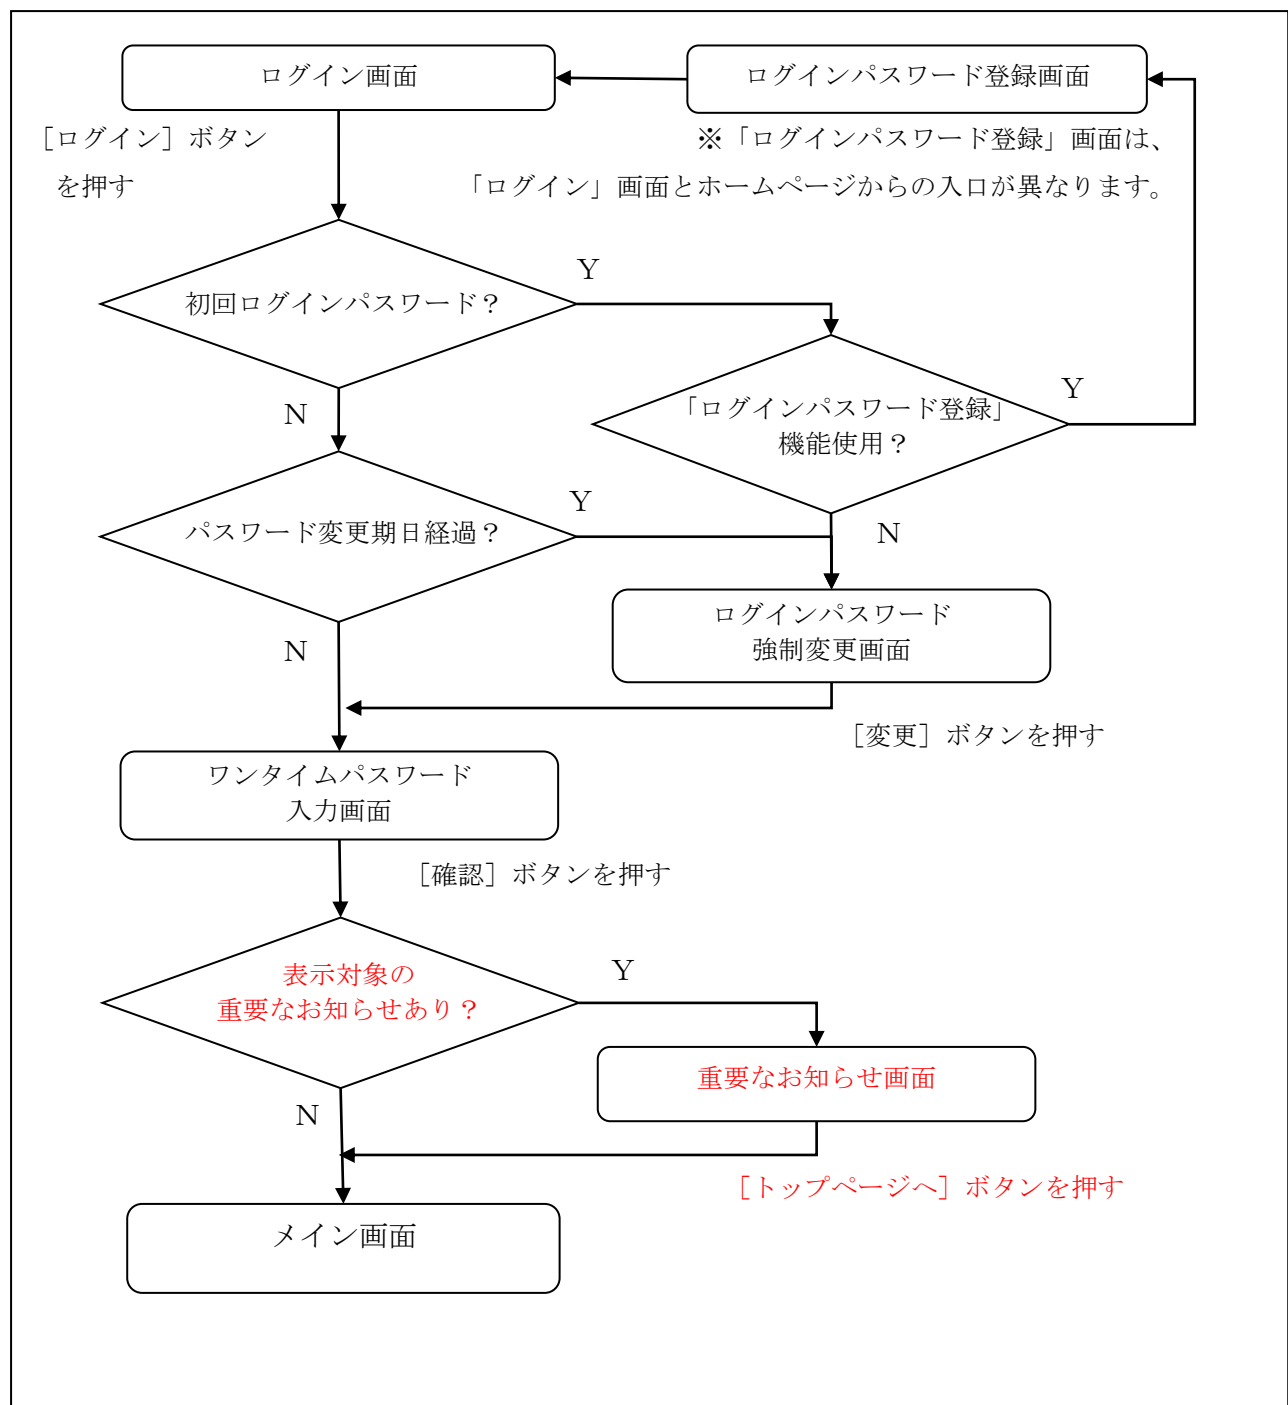 ログイン画面
ログインパスワード登録画面
［ログイン］ボタン
を押す
※「ログインパスワード登録」画面は、
「ログイン」画面とホームページからの入口が異なります。
Ｙ
初回ログインパスワード？
Ｎ
Ｙ
「ログインパスワード登録」
機能使用？
Ｙ
パスワード変更期日経過？
Ｎ
Ｎ
ログインパスワード
強制変更画面
［変更］ボタンを押す
ワンタイムパスワード
入力画面
［確認］ボタンを押す
表示対象の
重要なお知らせあり？
Ｙ
重要なお知らせ画面
Ｎ
［トップページへ］ボタンを押す
メイン画面